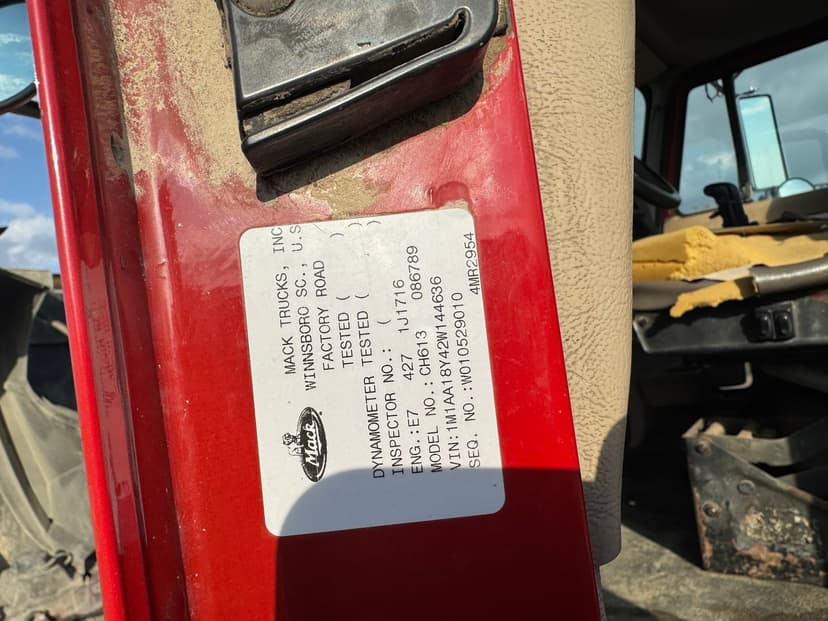 Mack
MACK TRUCKS, INC
WINNSBORO SC., U.S
FACTORY ROAD
TESTED ( )
DYNAMOMETER TESTED ( )
INSPECTOR NO.: (
ENG.:E7 427 1J1716
MODEL NO.:CH613 086789
VIN:1M1AA18Y42W144636
SEQ. NO.:W010529010
4MR2954